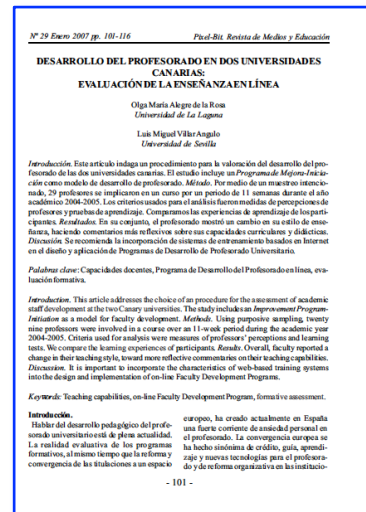 Nº 29 Enero 2007 pp. 101-116 Pixel-Bit. Revista de Medios y Educación
DESARROLLO DEL PROFESORADO EN DOS UNIVERSIDADES
CANARIAS:
EVALUACIÓN DE LA ENSEÑANZA EN LÍNEA
Olga María Alegre de la Rosa
Universidad de La Laguna
Luis Miguel Villar Angulo
Universidad de Sevilla
Introducción. Este artículo indaga un procedimiento para la valoración del desarrollo del pro-
fesorado de las dos universidades canarias. El estudio incluye un Programa de Mejora-Inicia-
ción como modelo de desarrollo de profesorado. Método. Por medio de un muestreo intencio-
nado, 29 profesores se implicaron en un curso por un período de 11 semanas durante el año
académico 2004-2005. Los criterios usados para el análisis fueron medidas de percepciones de
profesores y pruebas de aprendizaje. Comparamos las experiencias de aprendizaje de los parti-
cipantes. Resultados. En su conjunto, el profesorado mostró un cambio en su estilo de ense-
ñanza, haciendo comentarios más reflexivos sobre sus capacidades curriculares y didácticas.
Discusión. Se recomienda la incorporación de sistemas de entrenamiento basados en Internet
en el diseño y aplicación de Programas de Desarrollo de Profesorado Universitario.
Palabras clave: Capacidades docentes, Programa de Desarrollo del Profesorado en línea, eva-
luación formativa.
Introduction. This article addresses the choice of an procedure for the assessment of academic
staff development at the two Canary universities. The study includes an Improvement Program-
Initiation as a model for faculty development. Methods. Using purposive sampling, twenty
nine professors were involved in a course over an 11-week period during the academic year
2004-2005. Criteria used for analysis were measures of professors' perceptions and learning
tests. We compare the learning experiences of participants. Results. Overall, faculty reported a
change in their teaching style, toward more reflective commentaries on their teaching capabilities.
Discussion. It is important to incorporate the characteristics of web-based training systems
into the design and implementation of on-line Faculty Development Programs.
Keywords: Teaching capabilities, on-line Faculty Development Program, formative assessment.
Introducción.
Hablar del desarrollo pedagógico del profe-
sorado universitario está de plena actualidad.
La realidad evaluativa de los programas
formativos, al mismo tiempo que la reforma y
convergencia de las titulaciones a un espacio
europeo, ha creado actualmente en España
una fuerte corriente de ansiedad personal en
el profesorado. La convergencia europea se
ha hecho sinónima de crédito, guía, aprendi-
zaje y nuevas tecnologías para el profesora-
do y de reforma organizativa en las institucio-
- 101 -